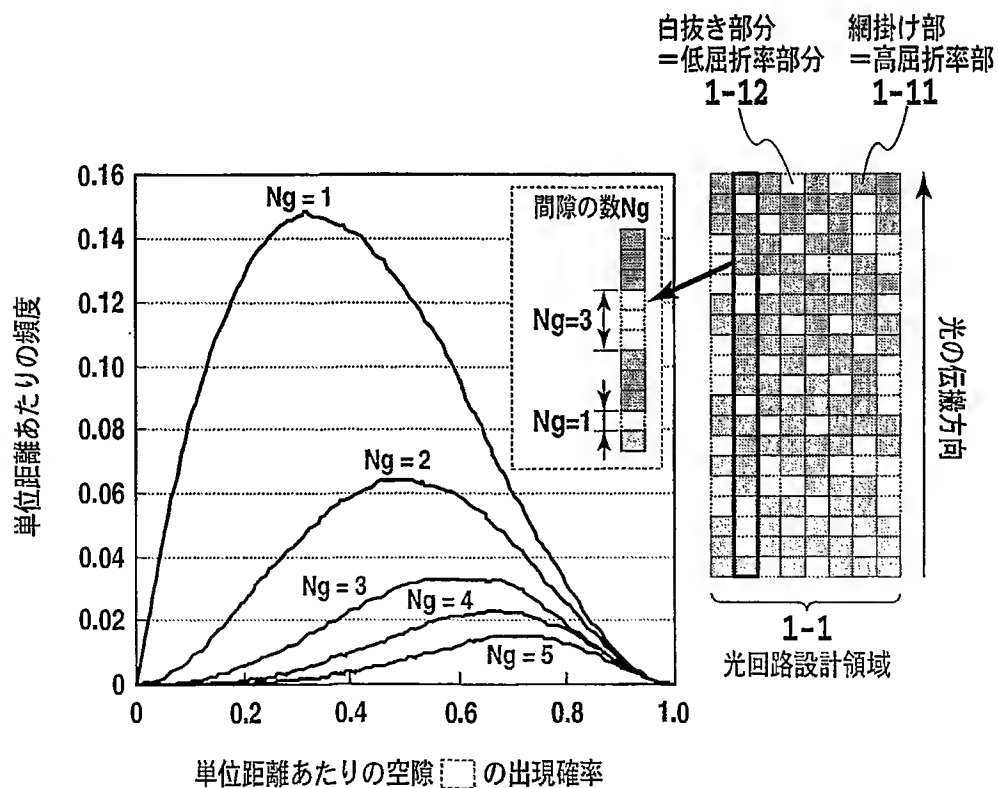 白抜き部分
＝低屈折率部分
1-12
網掛け部
＝高屈折率部
1-11
単位距離あたりの頻度
0.16
0.14
0.12
0.10
0.08
0.06
0.04
0.02
0
Ng = 1
Ng = 2
Ng = 3
Ng = 4
Ng = 5
間隙の数Ng
Ng=3
Ng=1
光の伝搬方向
0
0.2
0.4
0.6
0.8
1.0
単位距離あたりの空隙 の出現確率
1-1
光回路設計領域